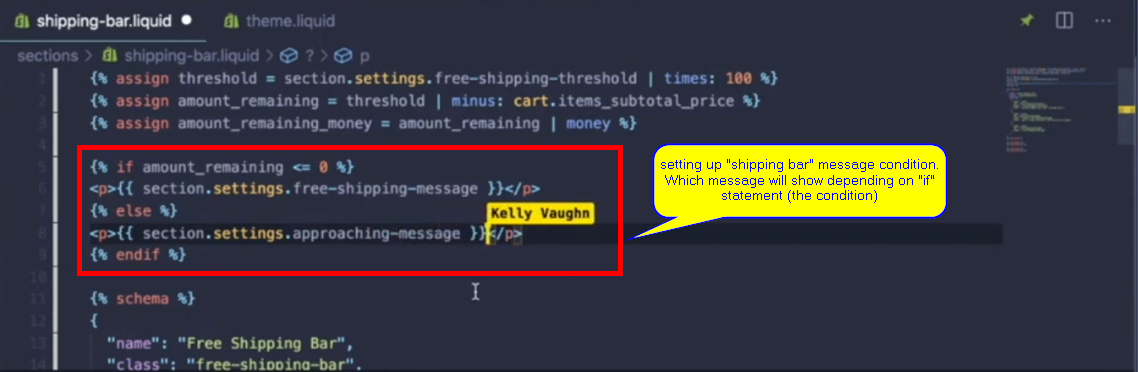 shipping-bar.liquid ● theme.liquid
sections > shipping-bar.liquid > ? > p
1 {% assign threshold = section.settings.free-shipping-threshold | times: 100 %}
2 {% assign amount_remaining = threshold | minus: cart.items_subtotal_price %}
3 {% assign amount_remaining_money = amount_remaining | money %}
5 {% if amount_remaining <= 0 %}
6 <p>{{ section.settings.free-shipping-message }}</p>
7 {% else %}
Kelly Vaughn
8 <p>{{ section.settings.approaching-message }}</p>
9 {% endif %}
10
11 {% schema %}
12 {
13 "name": "Free Shipping Bar",
14 "class": "free-shipping-bar",
setting up "shipping bar" message condition.
Which message will show depending on "if"
statement (the condition)